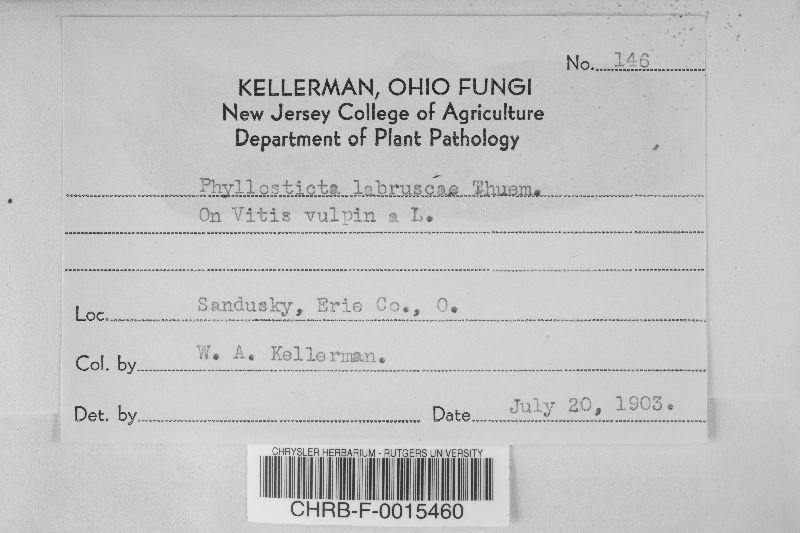 No. 146
KELLERMAN, OHIO FUNGI
New Jersey College of Agriculture
Department of Plant Pathology
Phyllosticta labruscae Thuem.
On Vitis vulpin a L.
Loc. Sandusky, Erie Co., O.
Col. by W. A. Kellerman.
Det. by Date July 20, 1903.
CHRYSLER HERBARIUM - RUTGERS UNIVERSITY
CHRB-F-0015460